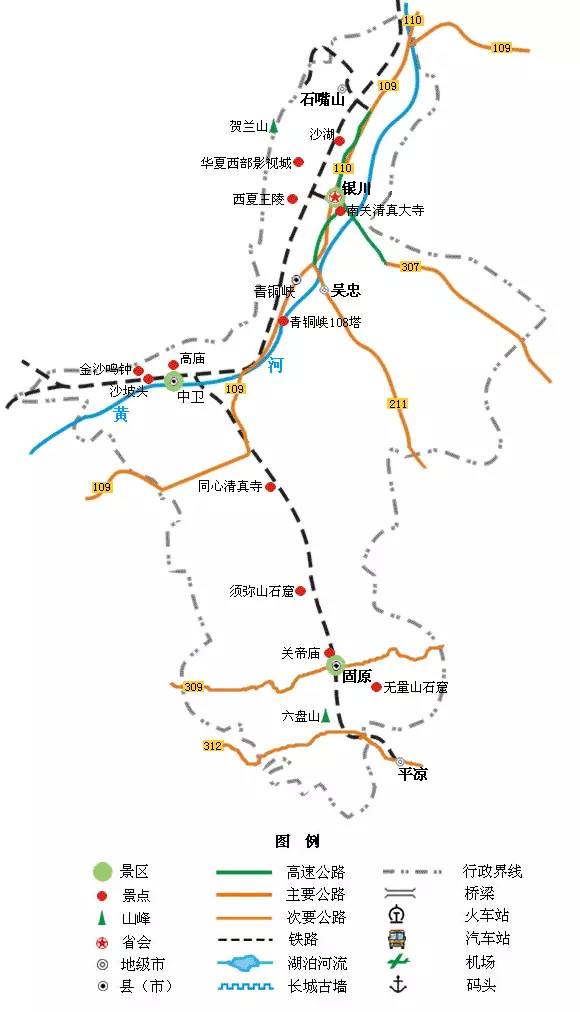 110
109
109
石嘴山
贺兰山
沙湖
华夏西部影视城
110
银川
西夏王陵
南关清真大寺
307
青铜峡
吴忠
青铜峡108塔
高庙
河
金沙鸣钟
沙坡头
中卫
109
黄
211
109
同心清真寺
须弥山石窟
关帝庙
固原
309
无量山石窟
六盘山
312
平凉
图 例
景区
高速公路
行政界线
景点
主要公路
桥梁
山峰
次要公路
火车站
省会
铁路
汽车站
地级市
湖泊河流
机场
县（市）
长城古墙
码头